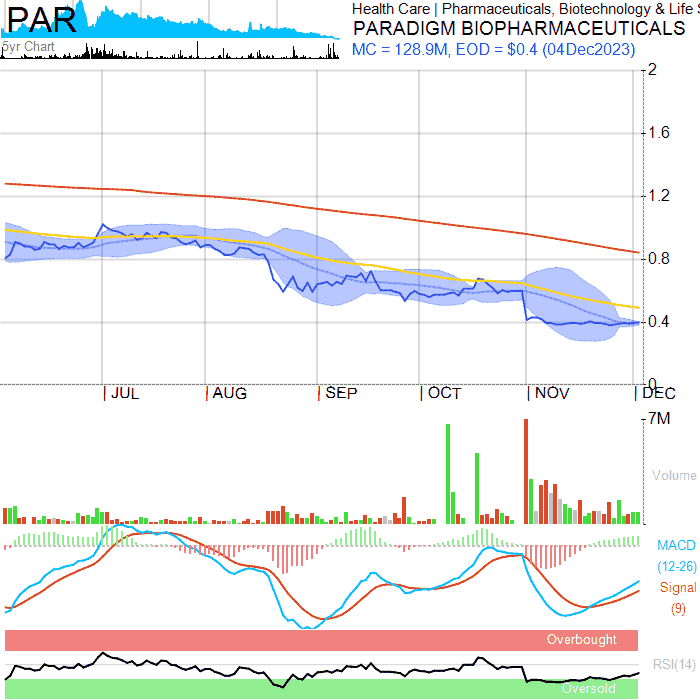 PAR
5yr Chart
Health Care | Pharmaceuticals, Biotechnology & Life S
PARADIGM BIOPHARMACEUTICALS
MC = 128.9M, EOD = $0.4 (04Dec2023)
2
1.6
1.2
0.8
0.4
0
JUL AUG SEP OCT NOV DEC
7M
Volume
MACD
(12-26)
Signal
(9)
Overbought
RSI(14)
Oversold